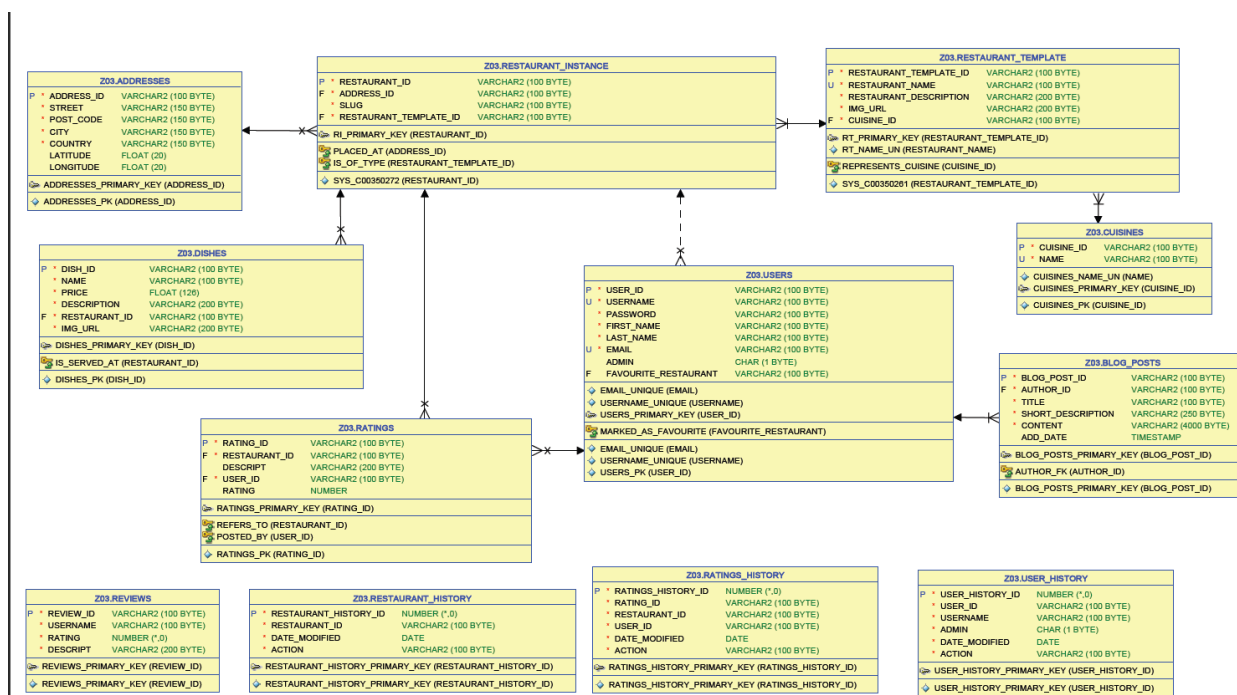 Z03.ADDRESSES
P * ADDRESS_ID VARCHAR2 (100 BYTE)
* STREET VARCHAR2 (150 BYTE)
* POST_CODE VARCHAR2 (150 BYTE)
* CITY VARCHAR2 (150 BYTE)
* COUNTRY VARCHAR2 (150 BYTE)
LATITUDE FLOAT (20)
LONGITUDE FLOAT (20)
ADDRESSES_PRIMARY_KEY (ADDRESS_ID)
ADDRESSES_PK (ADDRESS_ID)
Z03.RESTAURANT_INSTANCE
P * RESTAURANT_ID VARCHAR2 (100 BYTE)
F * ADDRESS_ID VARCHAR2 (100 BYTE)
* SLUG VARCHAR2 (100 BYTE)
F * RESTAURANT_TEMPLATE_ID VARCHAR2 (100 BYTE)
RI_PRIMARY_KEY (RESTAURANT_ID)
PLACED_AT (ADDRESS_ID)
IS_OF_TYPE (RESTAURANT_TEMPLATE_ID)
SYS_C00350272 (RESTAURANT_ID)
Z03.RESTAURANT_TEMPLATE
P * RESTAURANT_TEMPLATE_ID VARCHAR2 (100 BYTE)
U * RESTAURANT_NAME VARCHAR2 (100 BYTE)
* RESTAURANT_DESCRIPTION VARCHAR2 (200 BYTE)
* IMG_URL VARCHAR2 (200 BYTE)
F * CUISINE_ID VARCHAR2 (100 BYTE)
RT_PRIMARY_KEY (RESTAURANT_TEMPLATE_ID)
RT_NAME_UN (RESTAURANT_NAME)
REPRESENTS_CUISINE (CUISINE_ID)
SYS_C00350261 (RESTAURANT_TEMPLATE_ID)
Z03.CUISINES
P * CUISINE_ID VARCHAR2 (100 BYTE)
U * NAME VARCHAR2 (100 BYTE)
CUISINES_NAME_UN (NAME)
CUISINES_PRIMARY_KEY (CUISINE_ID)
CUISINES_PK (CUISINE_ID)
Z03.DISHES
P * DISH_ID VARCHAR2 (100 BYTE)
* NAME VARCHAR2 (100 BYTE)
* PRICE FLOAT (126)
* DESCRIPTION VARCHAR2 (200 BYTE)
F * RESTAURANT_ID VARCHAR2 (100 BYTE)
* IMG_URL VARCHAR2 (200 BYTE)
DISHES_PRIMARY_KEY (DISH_ID)
IS_SERVED_AT (RESTAURANT_ID)
DISHES_PK (DISH_ID)
Z03.USERS
P * USER_ID VARCHAR2 (100 BYTE)
U * USERNAME VARCHAR2 (100 BYTE)
* PASSWORD VARCHAR2 (100 BYTE)
* FIRST_NAME VARCHAR2 (100 BYTE)
* LAST_NAME VARCHAR2 (100 BYTE)
U * EMAIL VARCHAR2 (100 BYTE)
ADMIN CHAR (1 BYTE)
F FAVOURITE_RESTAURANT VARCHAR2 (100 BYTE)
EMAIL_UNIQUE (EMAIL)
USERNAME_UNIQUE (USERNAME)
USERS_PRIMARY_KEY (USER_ID)
MARKED_AS_FAVOURITE (FAVOURITE_RESTAURANT)
EMAIL_UNIQUE (EMAIL)
USERNAME_UNIQUE (USERNAME)
USERS_PK (USER_ID)
Z03.BLOG_POSTS
P * BLOG_POST_ID VARCHAR2 (100 BYTE)
F * AUTHOR_ID VARCHAR2 (100 BYTE)
* TITLE VARCHAR2 (100 BYTE)
* SHORT_DESCRIPTION VARCHAR2 (250 BYTE)
* CONTENT VARCHAR2 (4000 BYTE)
ADD_DATE TIMESTAMP
BLOG_POSTS_PRIMARY_KEY (BLOG_POST_ID)
AUTHOR_FK (AUTHOR_ID)
BLOG_POSTS_PRIMARY_KEY (BLOG_POST_ID)
Z03.RATINGS
P * RATING_ID VARCHAR2 (100 BYTE)
F * RESTAURANT_ID VARCHAR2 (100 BYTE)
DESCRIPT VARCHAR2 (200 BYTE)
F * USER_ID VARCHAR2 (100 BYTE)
RATING NUMBER
RATINGS_PRIMARY_KEY (RATING_ID)
REFERS_TO (RESTAURANT_ID)
POSTED_BY (USER_ID)
RATINGS_PK (RATING_ID)
Z03.REVIEWS
P * REVIEW_ID VARCHAR2 (100 BYTE)
* USERNAME VARCHAR2 (100 BYTE)
* RATING NUMBER (*,0)
* DESCRIPT VARCHAR2 (200 BYTE)
REVIEWS_PRIMARY_KEY (REVIEW_ID)
REVIEWS_PRIMARY_KEY (REVIEW_ID)
Z03.RESTAURANT_HISTORY
P * RESTAURANT_HISTORY_ID NUMBER (*,0)
* RESTAURANT_ID VARCHAR2 (100 BYTE)
* DATE_MODIFIED DATE
* ACTION VARCHAR2 (100 BYTE)
RESTAURANT_HISTORY_PRIMARY_KEY (RESTAURANT_HISTORY_ID)
RESTAURANT_HISTORY_PRIMARY_KEY (RESTAURANT_HISTORY_ID)
Z03.RATINGS_HISTORY
P * RATINGS_HISTORY_ID NUMBER (*,0)
* RATING_ID VARCHAR2 (100 BYTE)
* RESTAURANT_ID VARCHAR2 (100 BYTE)
* USER_ID VARCHAR2 (100 BYTE)
* DATE_MODIFIED DATE
* ACTION VARCHAR2 (100 BYTE)
RATINGS_HISTORY_PRIMARY_KEY (RATINGS_HISTORY_ID)
RATINGS_HISTORY_PRIMARY_KEY (RATINGS_HISTORY_ID)
Z03.USER_HISTORY
P * USER_HISTORY_ID NUMBER (*,0)
* USER_ID VARCHAR2 (100 BYTE)
* USERNAME VARCHAR2 (100 BYTE)
* ADMIN CHAR (1 BYTE)
* DATE_MODIFIED DATE
* ACTION VARCHAR2 (100 BYTE)
USER_HISTORY_PRIMARY_KEY (USER_HISTORY_ID)
USER_HISTORY_PRIMARY_KEY (USER_HISTORY_ID)